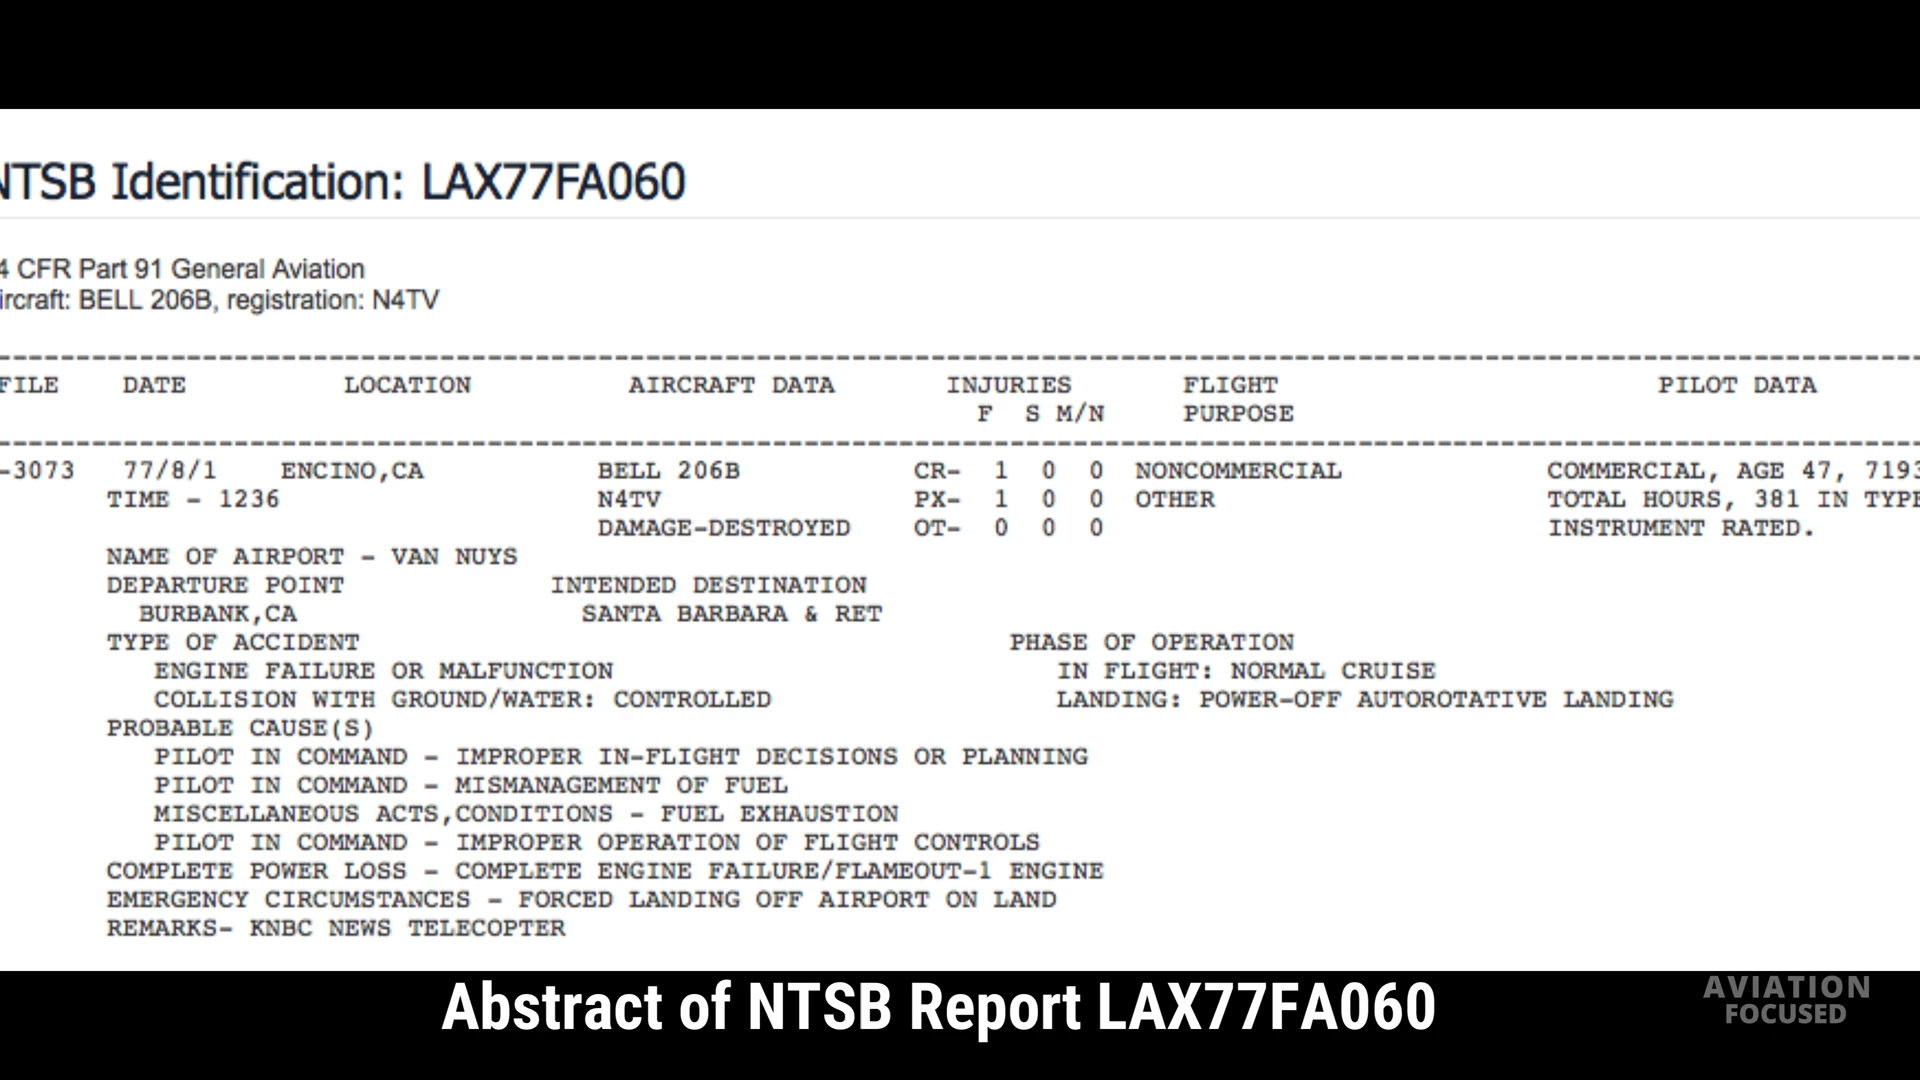 NTSB Identification: LAX77FA060
4 CFR Part 91 General Aviation
ircraft: BELL 206B, registration: N4TV
FILE DATE LOCATION AIRCRAFT DATA INJURIES FLIGHT PILOT DATA
F S M/N PURPOSE
-3073 77/8/1 ENCINO,CA BELL 206B CR- 1 0 0 NONCOMMERCIAL COMMERCIAL, AGE 47, 7193
TIME - 1236 N4TV PX- 1 0 0 OTHER TOTAL HOURS, 381 IN TYPE
DAMAGE-DESTROYED OT- 0 0 0 INSTRUMENT RATED.
NAME OF AIRPORT - VAN NUYS
DEPARTURE POINT INTENDED DESTINATION
BURBANK,CA SANTA BARBARA & RET
TYPE OF ACCIDENT PHASE OF OPERATION
ENGINE FAILURE OR MALFUNCTION IN FLIGHT: NORMAL CRUISE
COLLISION WITH GROUND/WATER: CONTROLLED LANDING: POWER-OFF AUTOROTATIVE LANDING
PROBABLE CAUSE(S)
PILOT IN COMMAND - IMPROPER IN-FLIGHT DECISIONS OR PLANNING
PILOT IN COMMAND - MISMANAGEMENT OF FUEL
MISCELLANEOUS ACTS,CONDITIONS - FUEL EXHAUSTION
PILOT IN COMMAND - IMPROPER OPERATION OF FLIGHT CONTROLS
COMPLETE POWER LOSS - COMPLETE ENGINE FAILURE/FLAMEOUT-1 ENGINE
EMERGENCY CIRCUMSTANCES - FORCED LANDING OFF AIRPORT ON LAND
REMARKS- KNBC NEWS TELECOPTER
Abstract of NTSB Report LAX77FA060
AVIATION
FOCUSED